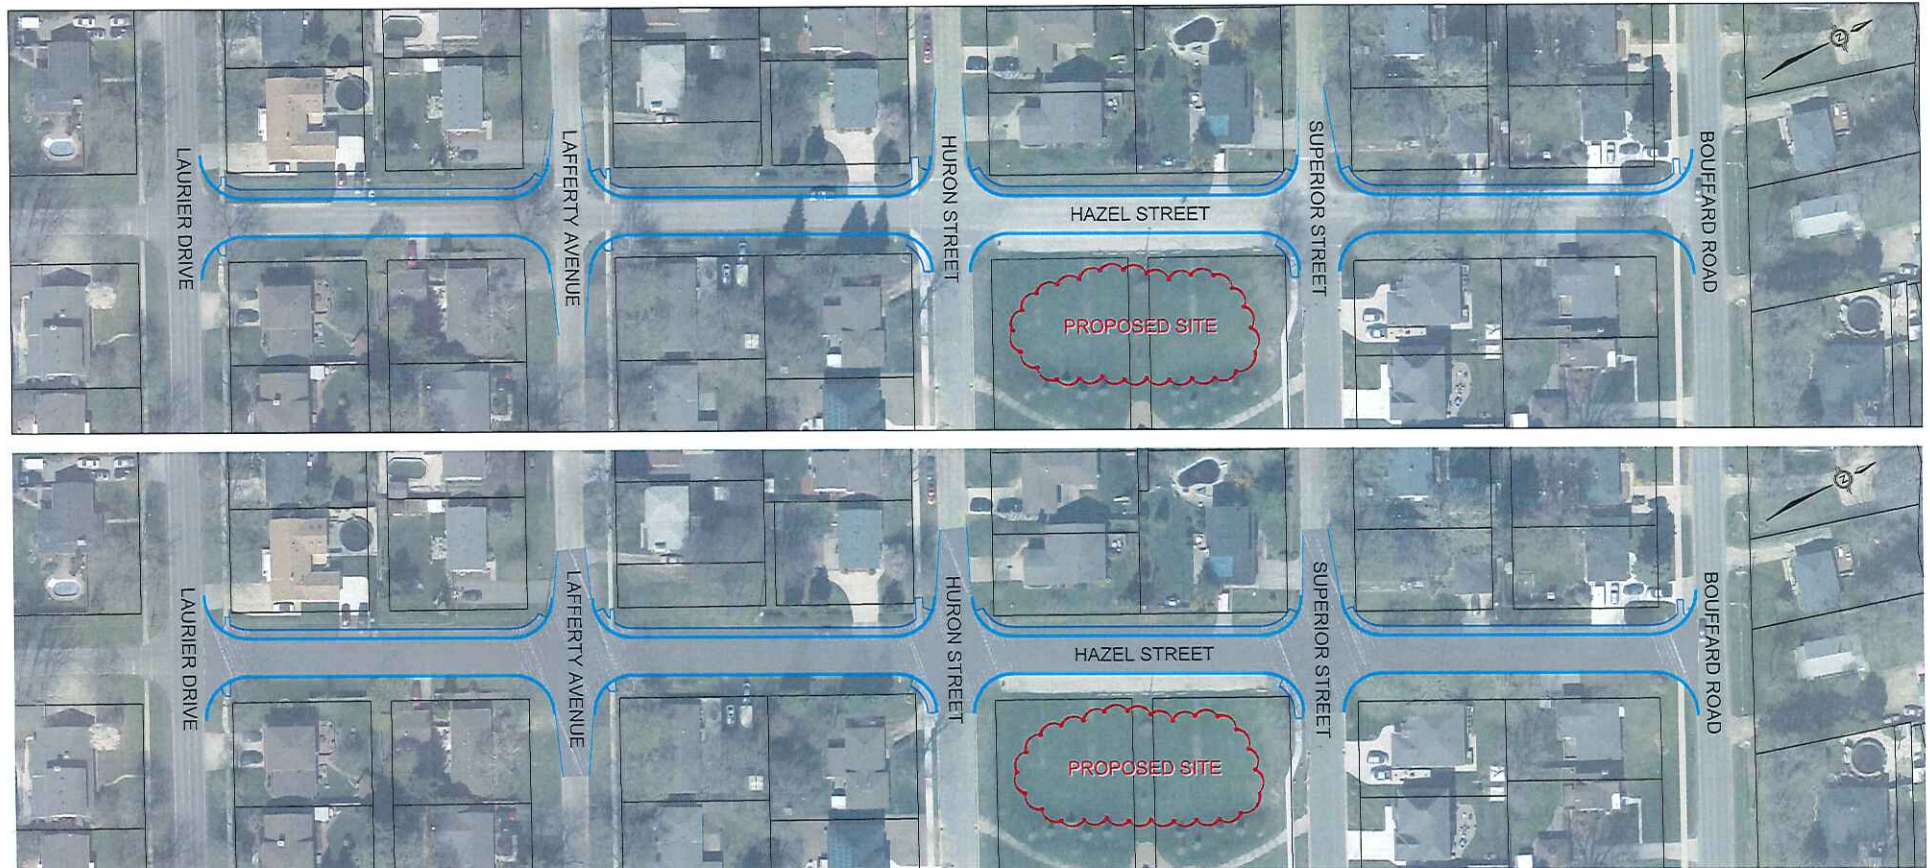 LAURIER DRIVE
LAFFERTY AVENUE
HURON STREET
HAZEL STREET
SUPERIOR STREET
BOUFFARD ROAD
PROPOSED SITE
N
LAURIER DRIVE
LAFFERTY AVENUE
HURON STREET
HAZEL STREET
SUPERIOR STREET
BOUFFARD ROAD
PROPOSED SITE
N